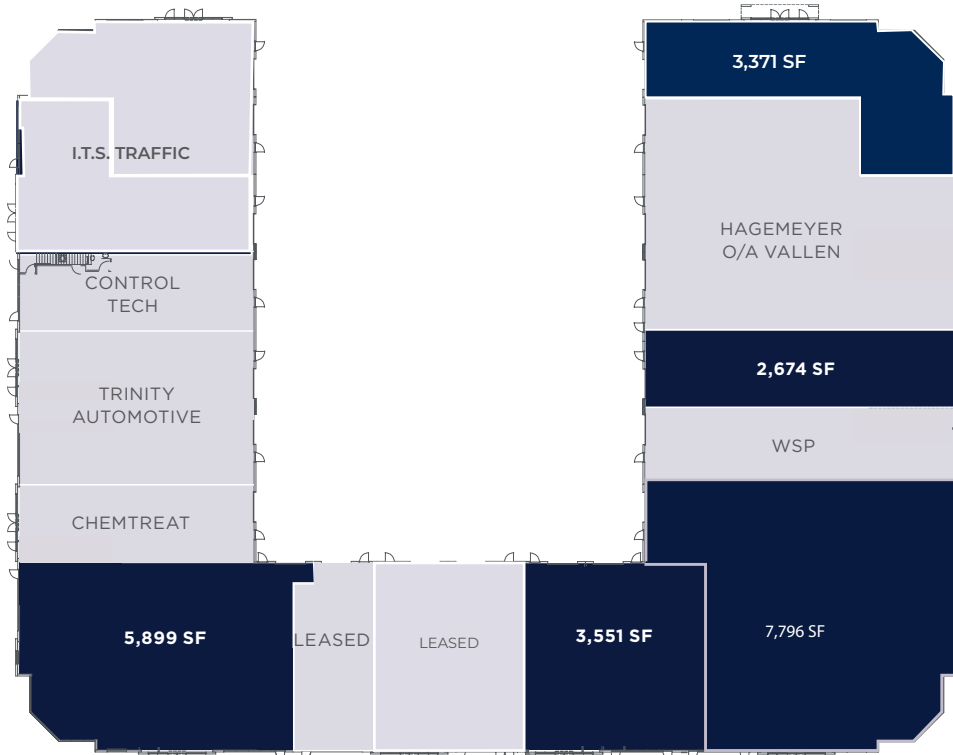 3,371 SF
I.T.S. TRAFFIC
HAGEMEYER
O/A VALLEN
CONTROL
TECH
2,674 SF
TRINITY
AUTOMOTIVE
WSP
CHEMTREAT
5,899 SF
LEASED
LEASED
3,551 SF
7,796 SF